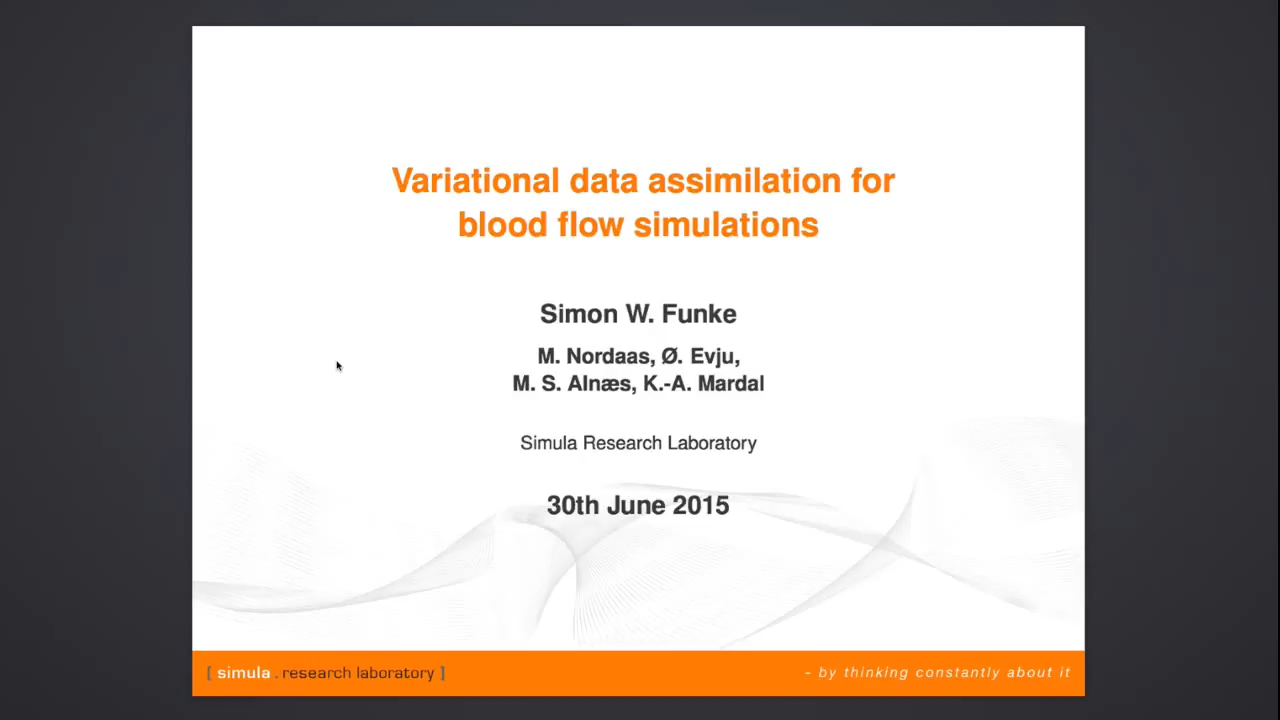 Variational data assimilation for
blood flow simulations
Simon W. Funke
M. Nordaas, Ø. Evju,
M. S. Alnæs, K.-A. Mardal
Simula Research Laboratory
30th June 2015
[ simula . research laboratory ]
- by thinking constantly about it